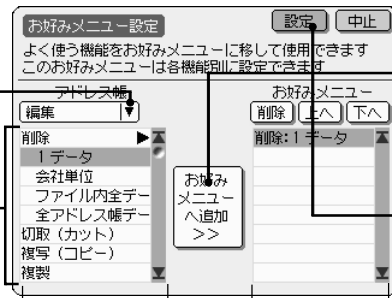 お好みメニュー設定
設定
中止
よく使う機能をお好みメニューに移して使用できます
このお好みメニューは各機能別に設定できます
アドレス帳
編集
お好みメニュー
削除
上へ
下へ
削除
1データ
会社単位
ファイル内全デー
全アドレス帳デー
切取（カット）
複写（コピー）
複製
お好み
メニュー
へ追加
>>
削除:1データ